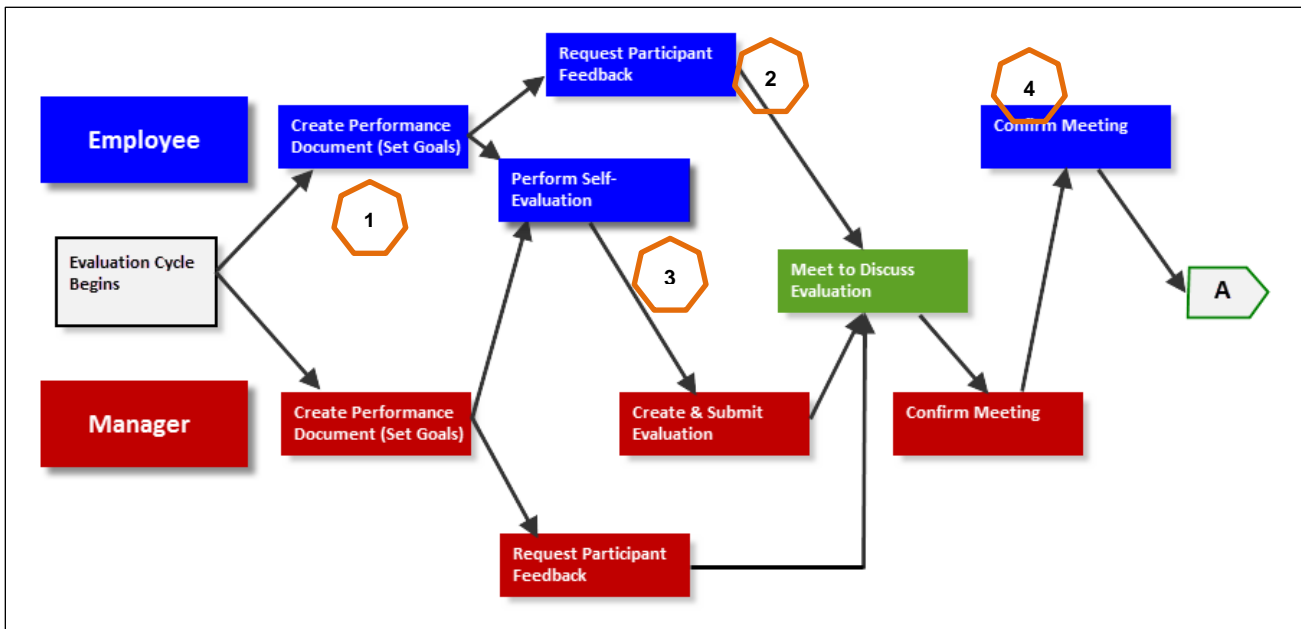 Request Participant
Feedback
2
4
Employee
Create Performance
Document (Set Goals)
Confirm Meeting
Perform Self-
Evaluation
1
Evaluation Cycle
Begins
3
Meet to Discuss
Evaluation
A
Manager
Create Performance
Document (Set Goals)
Create & Submit
Evaluation
Confirm Meeting
Request Participant
Feedback